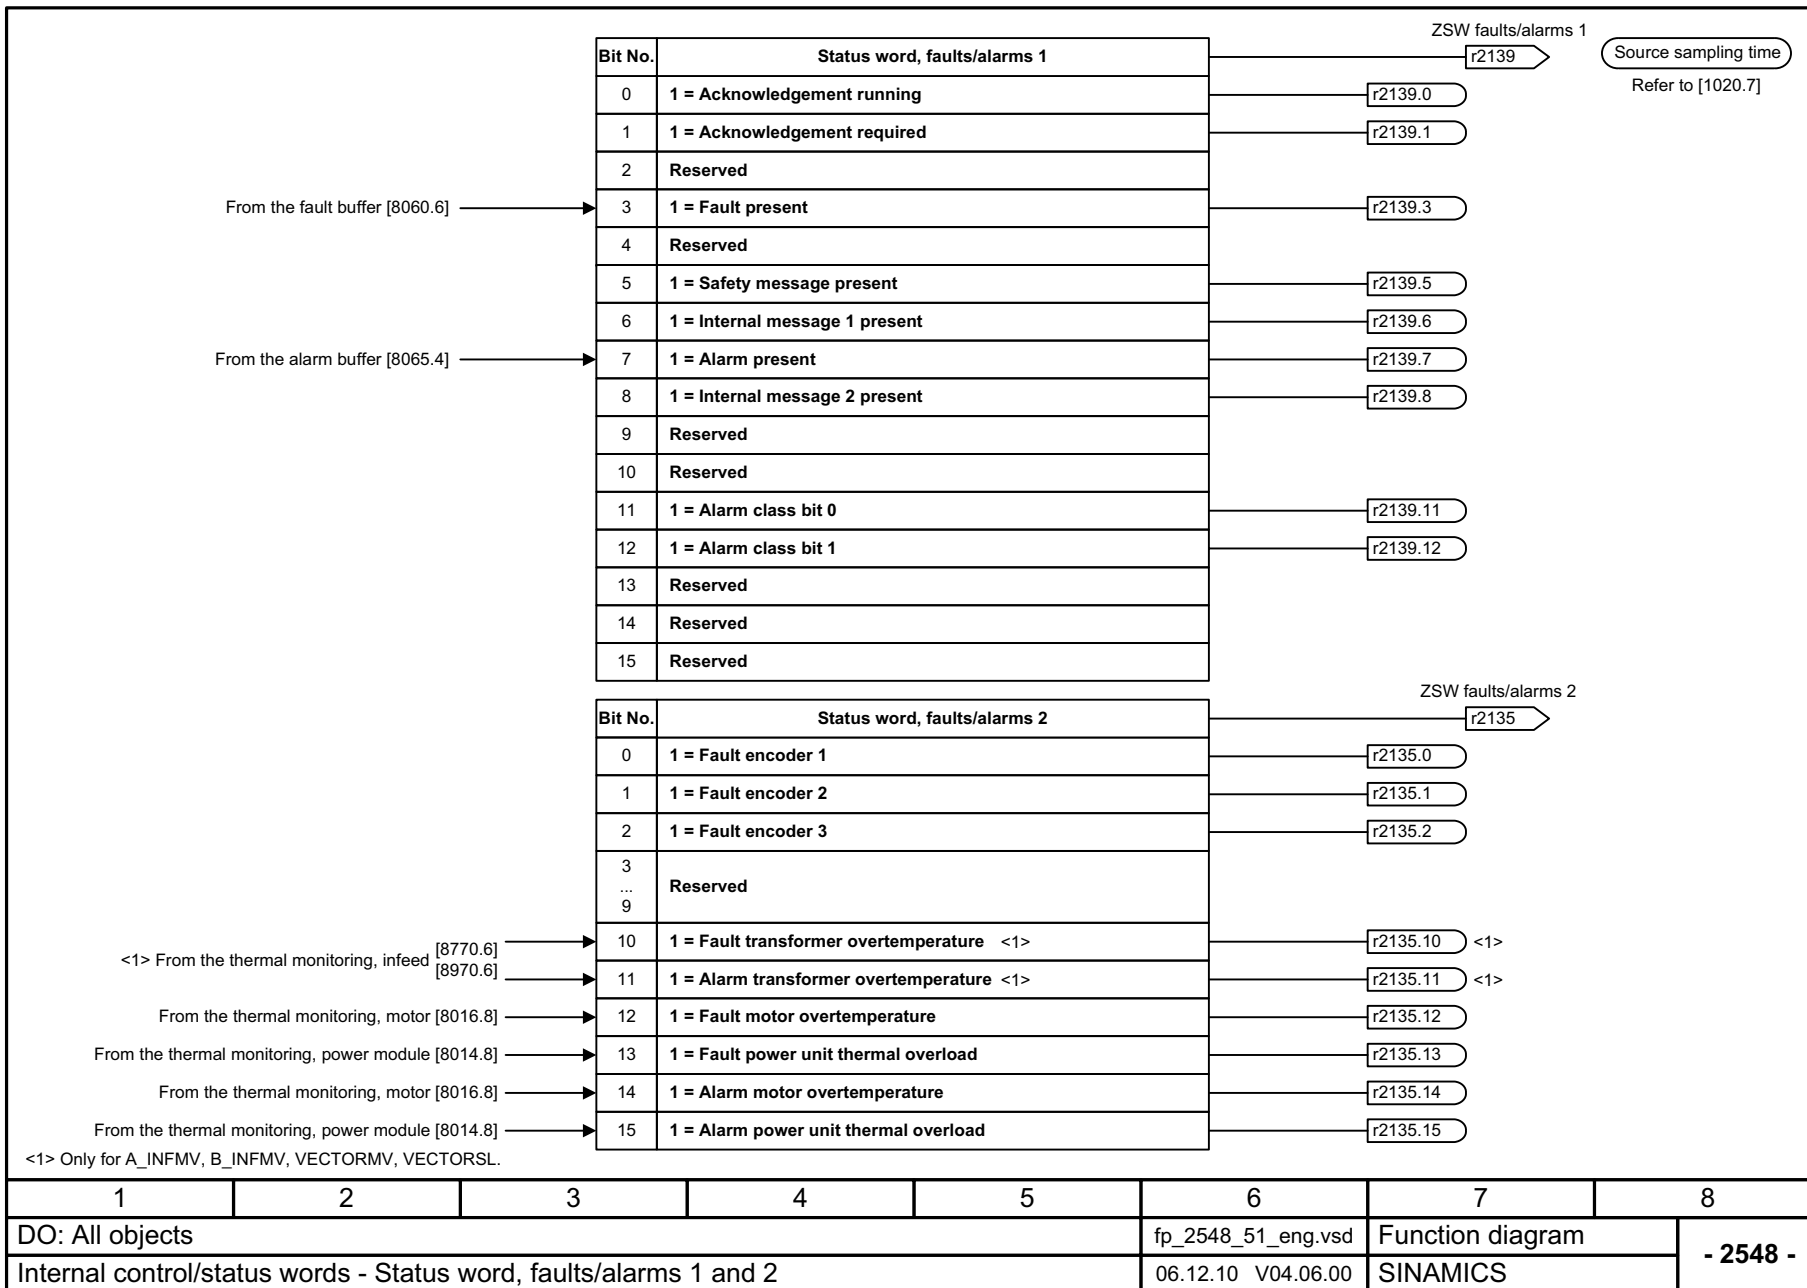 ZSW faults/alarms 1
Bit No. Status word, faults/alarms 1 r2139 Source sampling time
Refer to [1020.7]
0 1 = Acknowledgement running r2139.0
1 1 = Acknowledgement required r2139.1
2 Reserved
From the fault buffer [8060.6] 3 1 = Fault present r2139.3
4 Reserved
5 1 = Safety message present r2139.5
6 1 = Internal message 1 present r2139.6
From the alarm buffer [8065.4] 7 1 = Alarm present r2139.7
8 1 = Internal message 2 present r2139.8
9 Reserved
10 Reserved
11 1 = Alarm class bit 0 r2139.11
12 1 = Alarm class bit 1 r2139.12
13 Reserved
14 Reserved
15 Reserved
ZSW faults/alarms 2
Bit No. Status word, faults/alarms 2 r2135
0 1 = Fault encoder 1 r2135.0
1 1 = Fault encoder 2 r2135.1
2 1 = Fault encoder 3 r2135.2
3
...
9
Reserved
<1> From the thermal monitoring, infeed [8770.6]
[8970.6]
10 1 = Fault transformer overtemperature <1> r2135.10 <1>
11 1 = Alarm transformer overtemperature <1> r2135.11 <1>
From the thermal monitoring, motor [8016.8] 12 1 = Fault motor overtemperature r2135.12
From the thermal monitoring, power module [8014.8] 13 1 = Fault power unit thermal overload r2135.13
From the thermal monitoring, motor [8016.8] 14 1 = Alarm motor overtemperature r2135.14
From the thermal monitoring, power module [8014.8] 15 1 = Alarm power unit thermal overload r2135.15
<1> Only for A_INFMV, B_INFMV, VECTORMV, VECTORSL.
1 2 3 4 5 6 7 8
DO: All objects fp_2548_51_eng.vsd Function diagram - 2548 -
Internal control/status words - Status word, faults/alarms 1 and 2 06.12.10 V04.06.00 SINAMICS